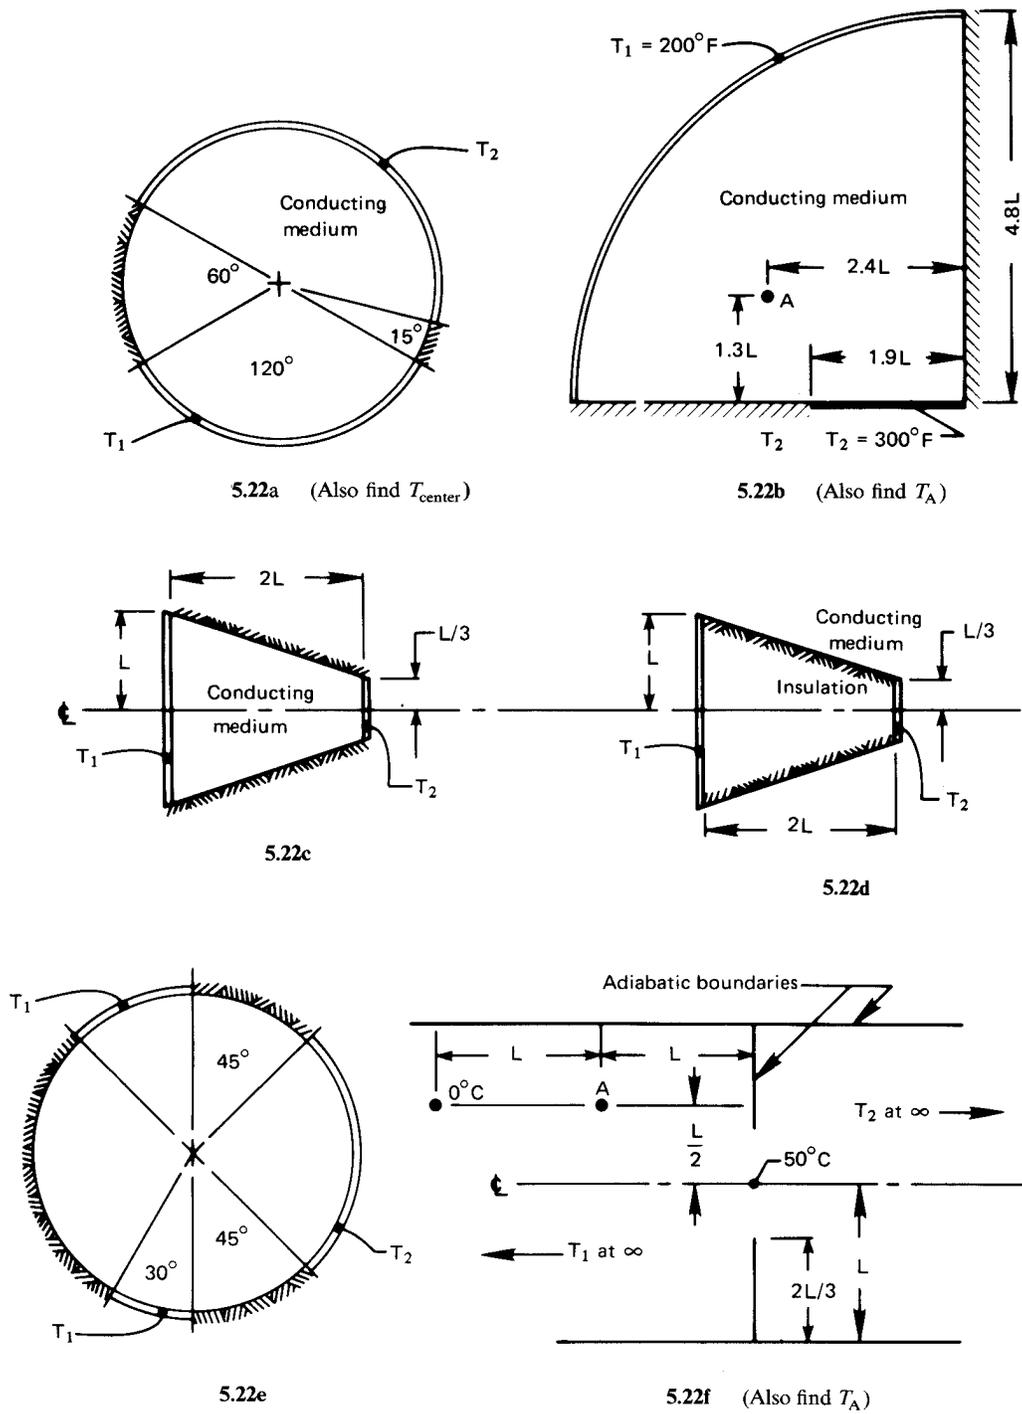 T₂
Conducting
medium
60°
15°
120°
T₁
5.22a (Also find T_center)
T₁ = 200°F
Conducting medium
4.8L
2.4L
A
1.3L
1.9L
T₂ T₂ = 300°F
5.22b (Also find T_A)
2L
L
L/3
Conducting
medium
℄
T₁
T₂
5.22c
Conducting
medium
L/3
L
Insulation
T₁
T₂
2L
5.22d
T₁
45°
45°
30°
T₂
T₁
5.22e
Adiabatic boundaries
L L
0°C A
T₂ at ∞
L/2
50°C
℄
T₁ at ∞
L
2L/3
5.22f (Also find T_A)